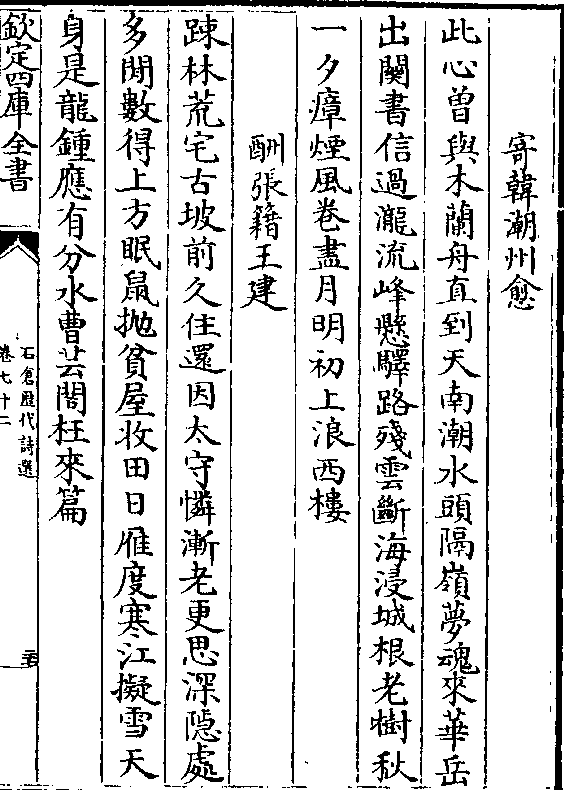 寄韓潮州愈
此心曽與木蘭舟直到天南潮水頭隔嶺夢魂來華岳
出關書信過瀧流峰懸驛路殘雲斷海浸城根老樹秋
一夕瘴煙風卷盡月明初上浪西樓
酬張籍王建
踈林荒宅古坡前久住還因太守憐漸老更思深隠處
多閒數得上方眠鼠拋貧屋收田日雁度寒江擬雪天
身是龍鍾應有分水曹芸閣枉來篇
欽定四庫全書
石倉歷代詩選
卷七十二